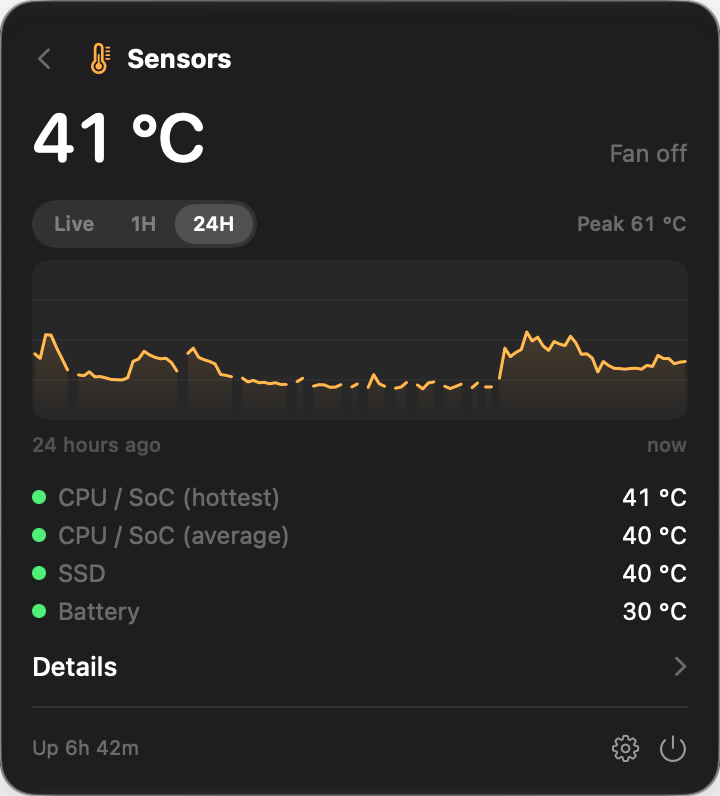 Sensors
41 °C
Fan off
Live 1H 24H
Peak 61 °C
24 hours ago now
CPU / SoC (hottest) 41 °C
CPU / SoC (average) 40 °C
SSD 40 °C
Battery 30 °C
Details
Up 6h 42m